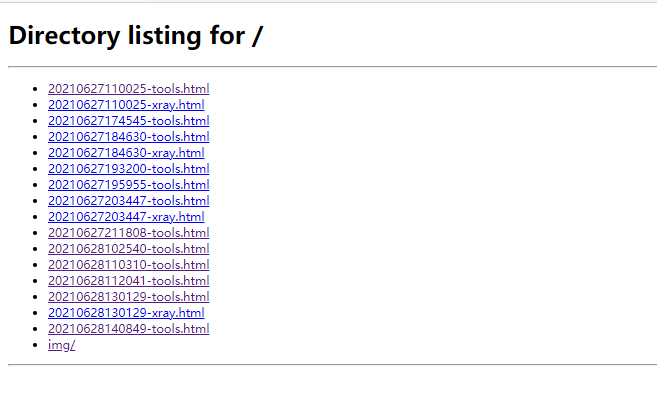 Directory listing for /
20210627110025-tools.html
20210627110025-xray.html
20210627174545-tools.html
20210627184630-tools.html
20210627184630-xray.html
20210627193200-tools.html
20210627195955-tools.html
20210627203447-tools.html
20210627203447-xray.html
20210627211808-tools.html
20210628102540-tools.html
20210628110310-tools.html
20210628112041-tools.html
20210628130129-tools.html
20210628130129-xray.html
20210628140849-tools.html
img/